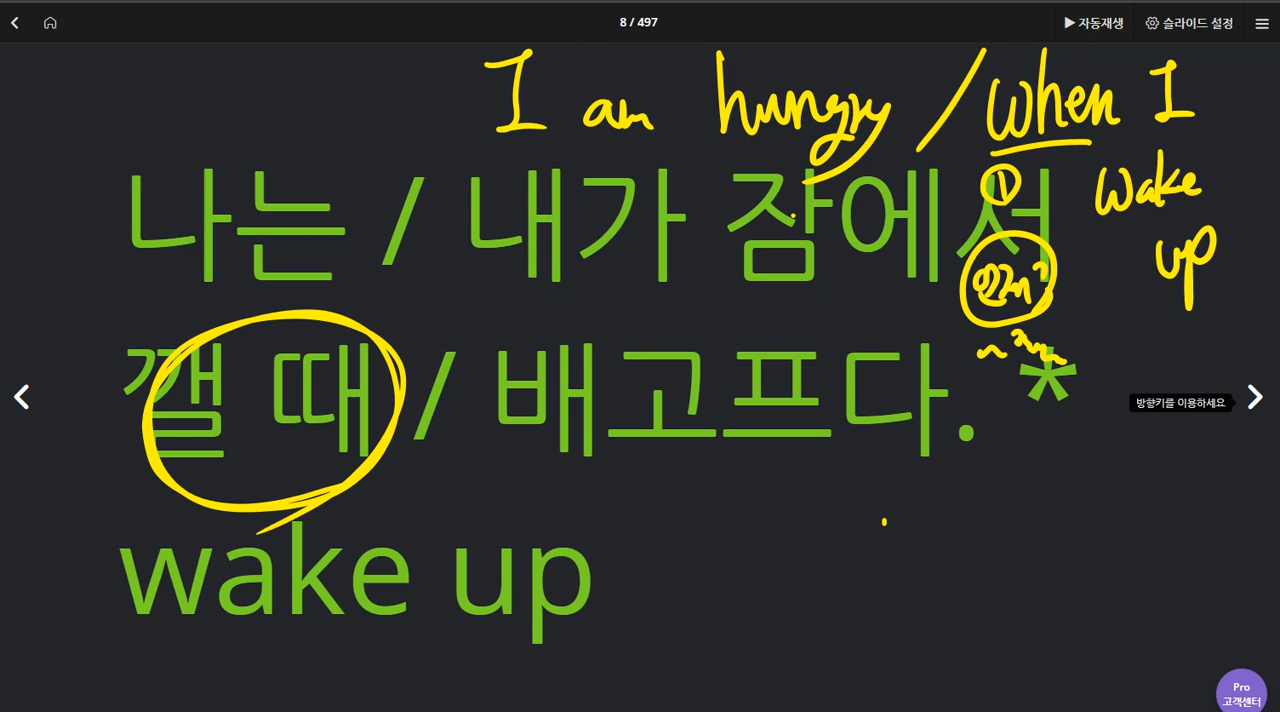 8 / 497
▶ 자동재생
슬라이드 설정
I am hungry / when I
wake
up
①
나는 / 내가 잠에서
깰 때 / 배고프다. *
wake up
방향키를 이용하세요
Pro
고객센터